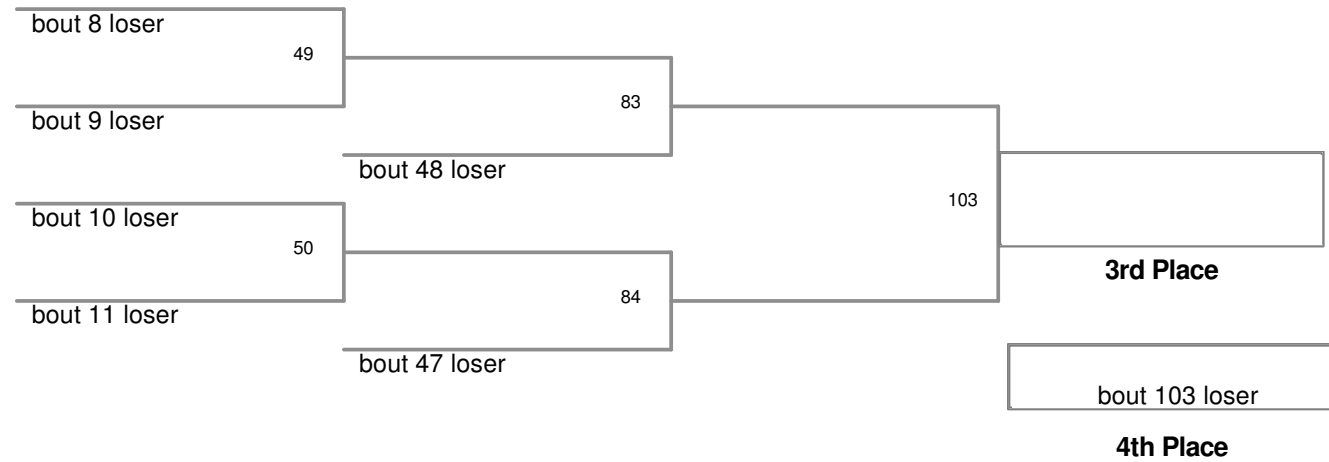 bout 8 loser
49
bout 9 loser
83
bout 48 loser
bout 10 loser
103
50
3rd Place
84
bout 11 loser
bout 47 loser
bout 103 loser
4th Place